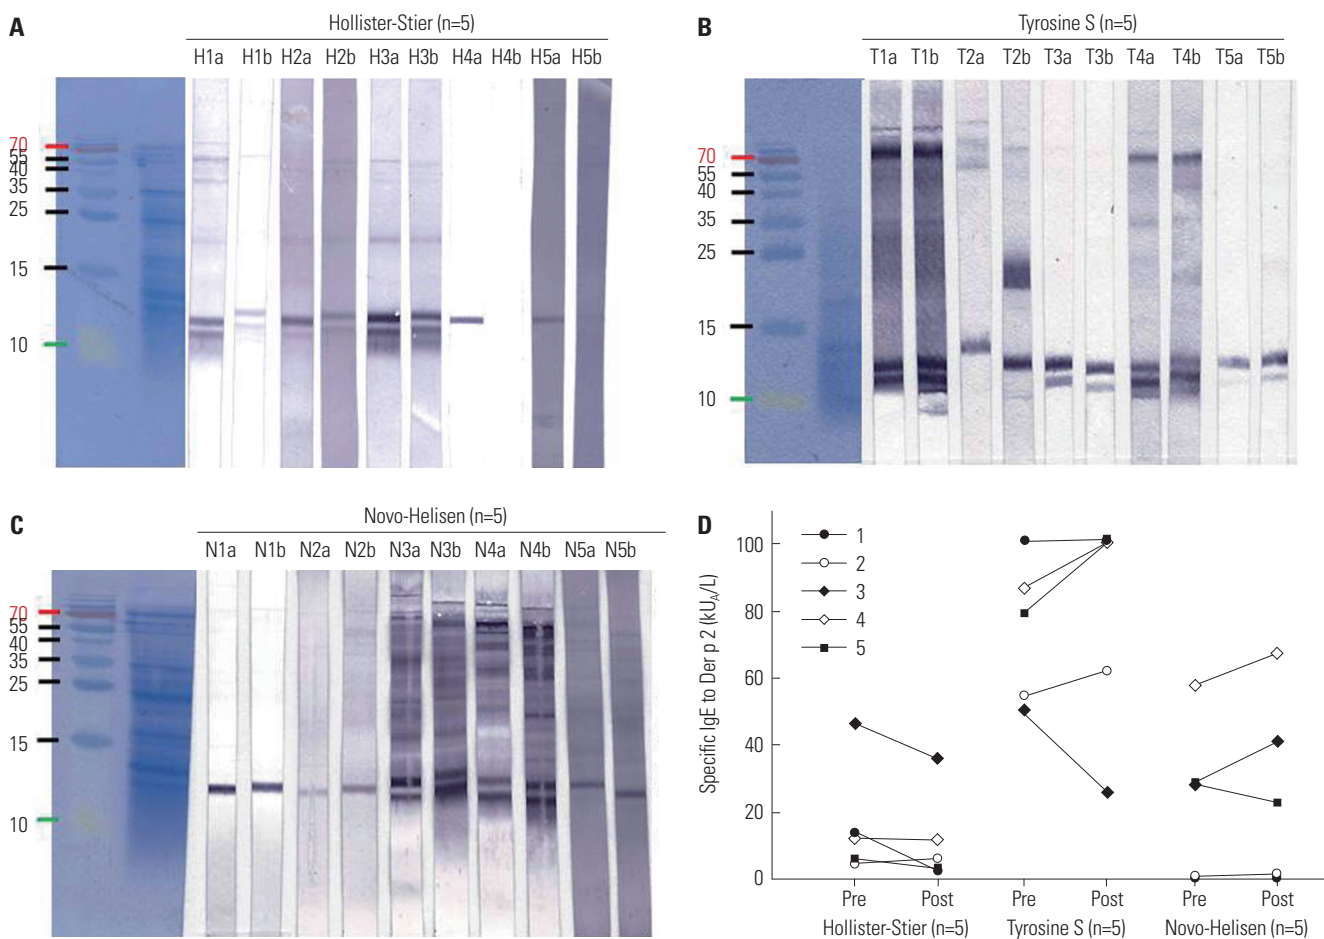 A
Hollister-Stier (n=5)
H1a H1b H2a H2b H3a H3b H4a H4b H5a H5b
70
55
40
35
25
15
10
B
Tyrosine S (n=5)
T1a T1b T2a T2b T3a T3b T4a T4b T5a T5b
70
55
40
35
25
15
10
C
Novo-Helisen (n=5)
N1a N1b N2a N2b N3a N3b N4a N4b N5a N5b
70
55
40
35
25
15
10
D
Specific IgE to Der p 2 (kUA/L)
100
80
60
40
20
0
1
2
3
4
5
Pre Post Pre Post Pre Post
Hollister-Stier (n=5) Tyrosine S (n=5) Novo-Helisen (n=5)